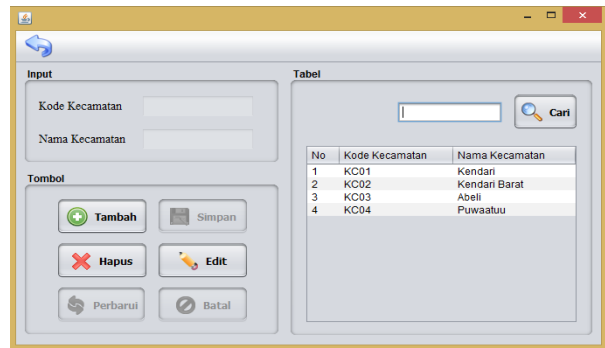 Input
Kode Kecamatan
Nama Kecamatan
Tombol
Tambah Simpan
Hapus Edit
Perbarui Batal
Tabel
Cari
No Kode Kecamatan Nama Kecamatan
1 KC01 Kendari
2 KC02 Kendari Barat
3 KC03 Abeli
4 KC04 Puwaatuu